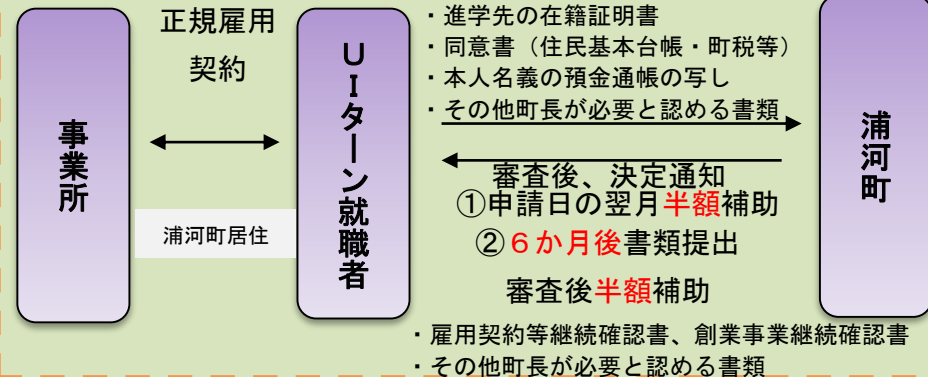 事業所
正規雇用
契約
浦河町居住
UIターン就職者
・進学先の在籍証明書
・同意書（住民基本台帳・町税等）
・本人名義の預金通帳の写し
・その他町長が必要と認める書類
審査後、決定通知
①申請日の翌月半額補助
②６か月後書類提出
審査後半額補助
・雇用契約等継続確認書、創業事業継続確認書
・その他町長が必要と認める書類
浦河町